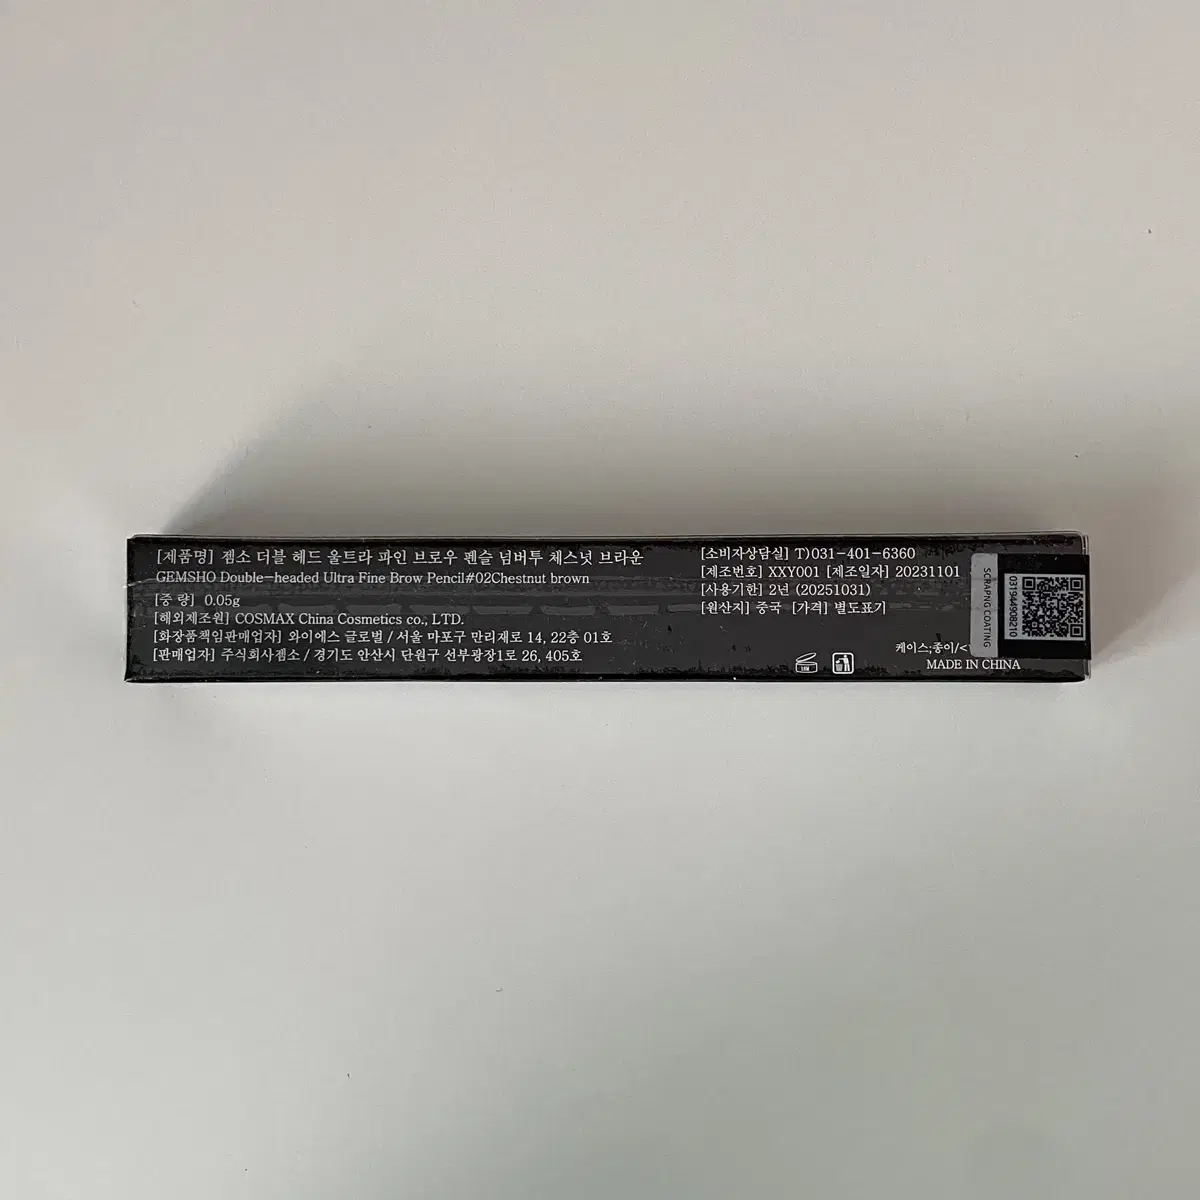 [제품명] 젬소 더블 헤드 울트라 파인 브로우 펜슬 넘버투 채스넛 브라운
GEMSHO Double-headed Ultra Fine Brow Pencil#02Chestnut brown
[중 량] 0.05g
[해외제조원] COSMAX China Cosmetics co., LTD.
[화장품책임판매업자] 와이에스 글로벌 / 서울 마포구 만리재로 14, 22층 01호
[판매업자] 주식회사젬소 / 경기도 안산시 단원구 선부광장1로 26, 405호
[소비자상담실] T)031-401-6360
[제조번호] XXY001 [제조일자] 20231101
[사용기한] 2년 (20251031)
[원산지] 중국 [가격] 별도표기
케이스;종이/<
MADE IN CHINA
SCRAPNG COATING
031944908210